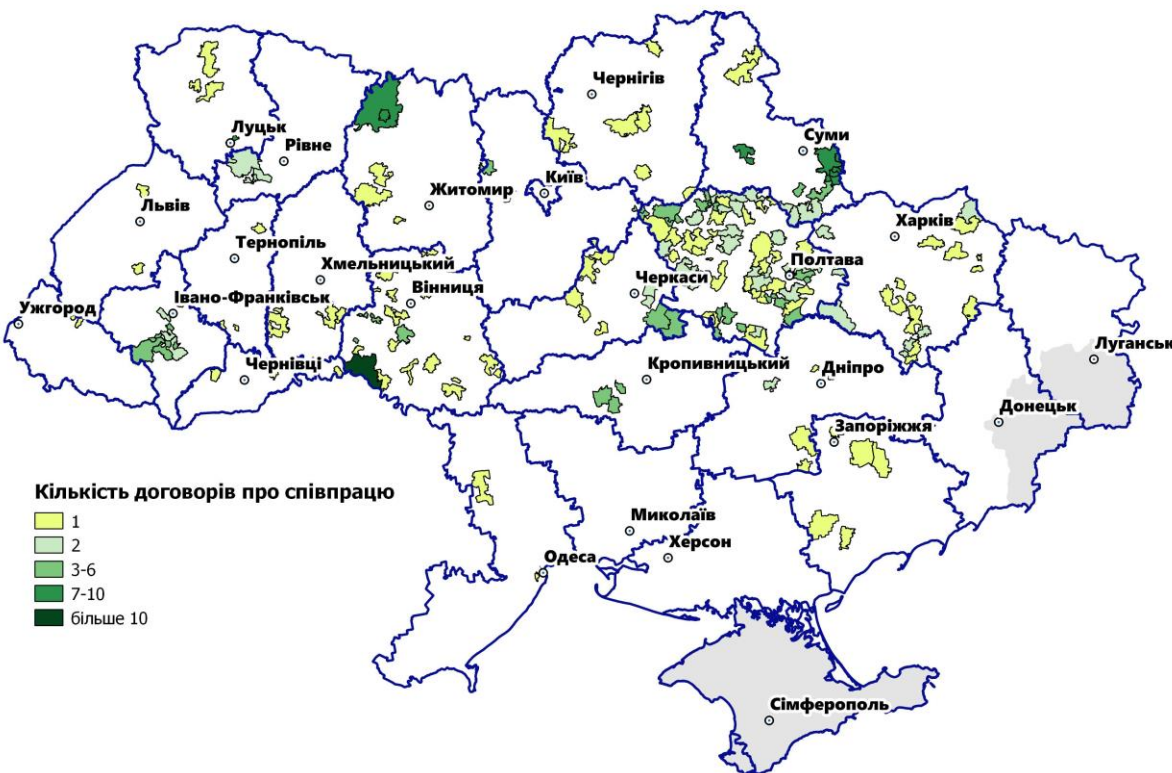 Чернігів
Суми
Луцьк
Рівне
Київ
Житомир
Львів
Харків
Тернопіль
Полтава
Хмельницький
Черкаси
Вінниця
Івано-Франківськ
Ужгород
Луганськ
Чернівці
Кропивницький
Дніпро
Донецьк
Запоріжжя
Кількість договорів про співпрацю
1
2
3-6
7-10
більше 10
Миколаїв
Херсон
Одеса
Сімферополь